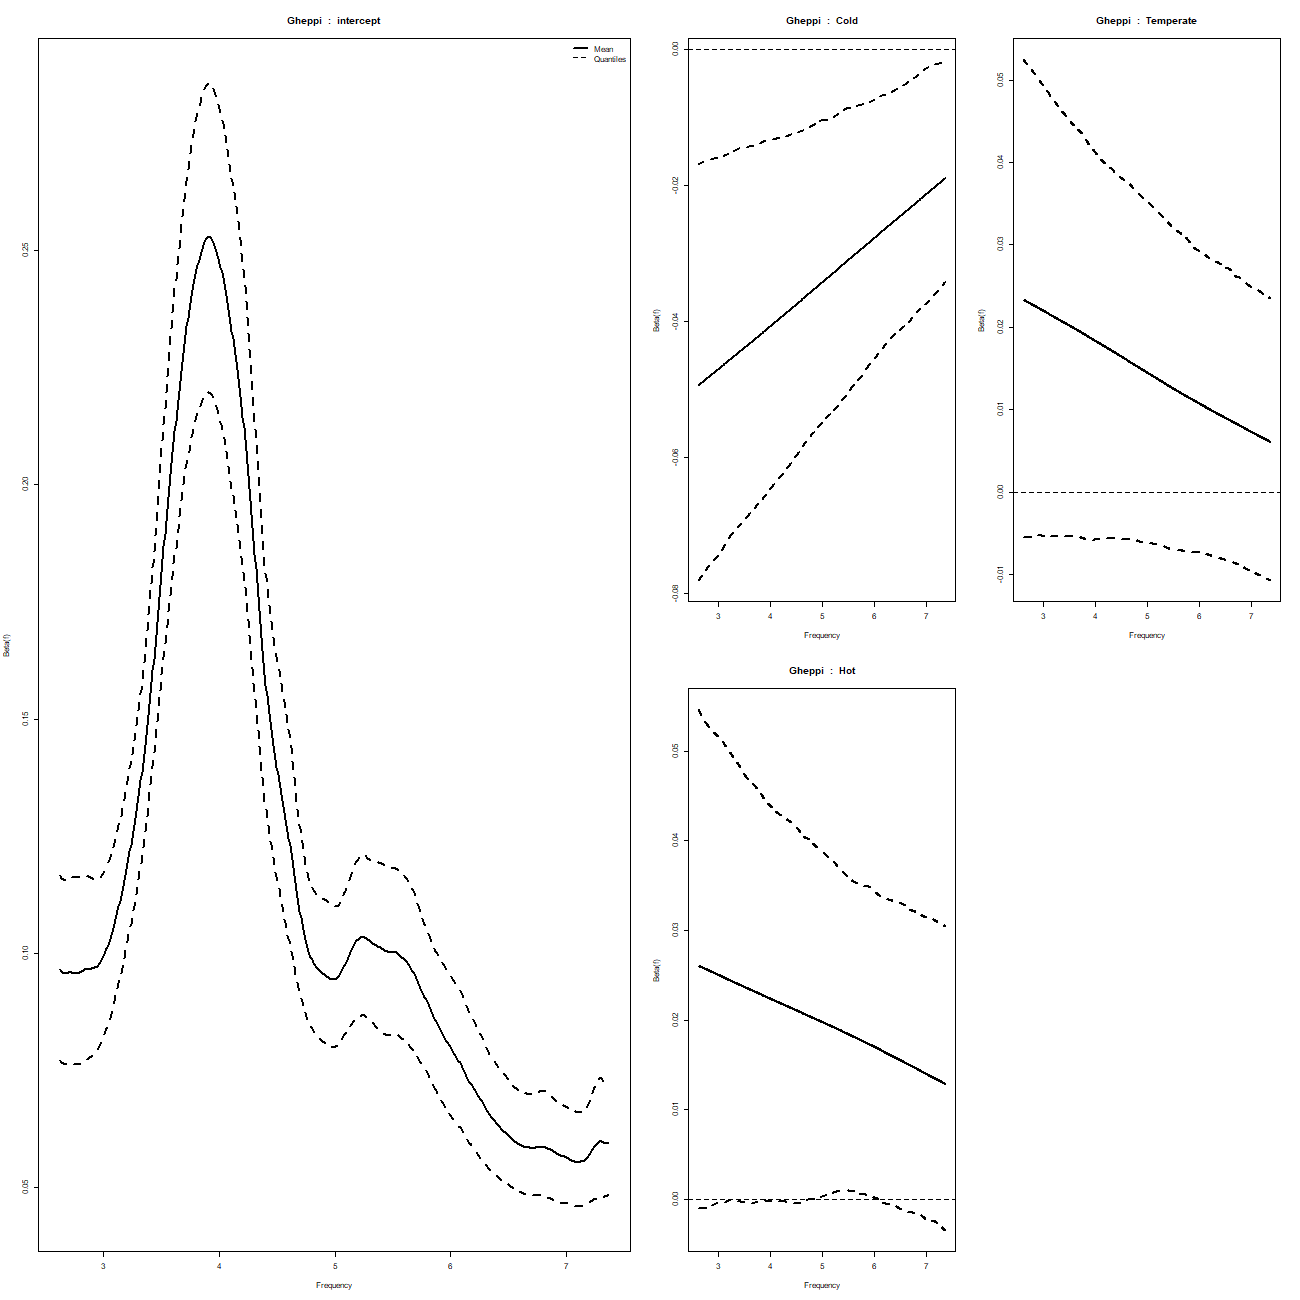 Gheppi : intercept
Mean
Quantiles
0.25
0.20
0.15
0.10
0.05
Beta(f)
3 4 5 6 7
Frequency
Gheppi : Cold
0.00
-0.02
-0.04
-0.06
-0.08
Beta(f)
3 4 5 6 7
Frequency
Gheppi : Temperate
0.05
0.04
0.03
0.02
0.01
0.00
-0.01
Beta(f)
3 4 5 6 7
Frequency
Gheppi : Hot
0.05
0.04
0.03
0.02
0.01
0.00
Beta(f)
3 4 5 6 7
Frequency